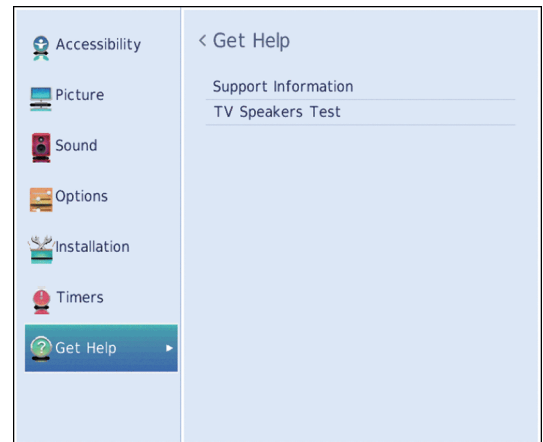 Accessibility
Picture
Sound
Options
Installation
Timers
Get Help
< Get Help
Support Information
TV Speakers Test